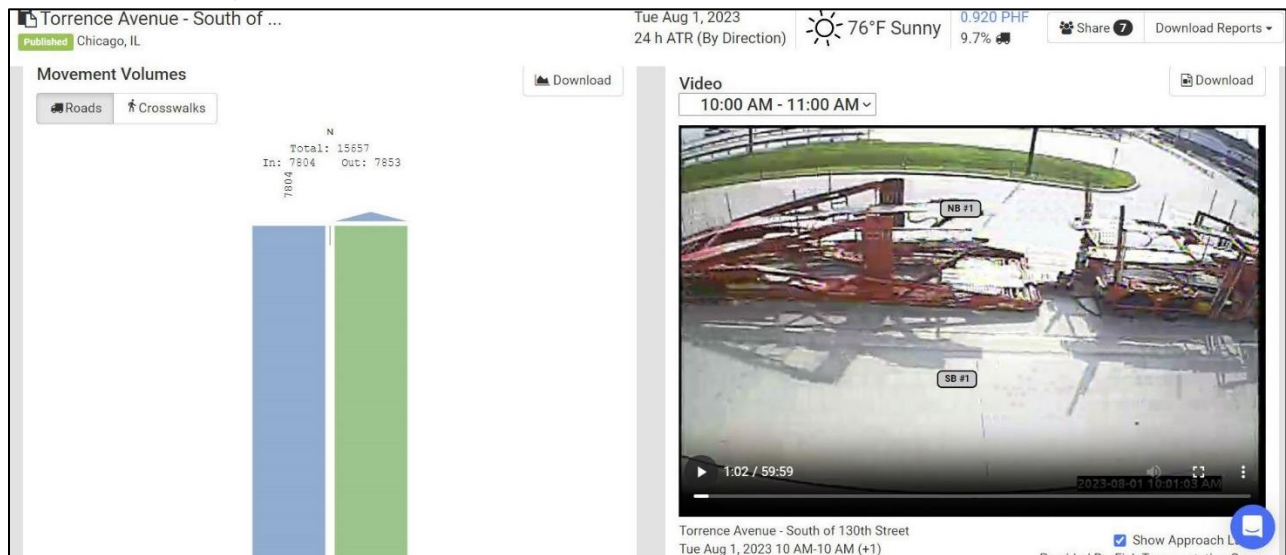 Torrence Avenue - South of ...
Published Chicago, IL
Tue Aug 1, 2023
24 h ATR (By Direction)
76°F Sunny
0.920 PHF
9.7%
Share 7
Download Reports
Movement Volumes
Download
Roads
Crosswalks
N
Total: 15657
In: 7804 Out: 7853
7804
Video
Download
10:00 AM - 11:00 AM
NB #1
SB #1
1:02 / 59:59
2023-08-01 10:01:03 AM
Torrence Avenue - South of 130th Street
Tue Aug 1, 2023 10 AM-10 AM (+1)
Show Approach